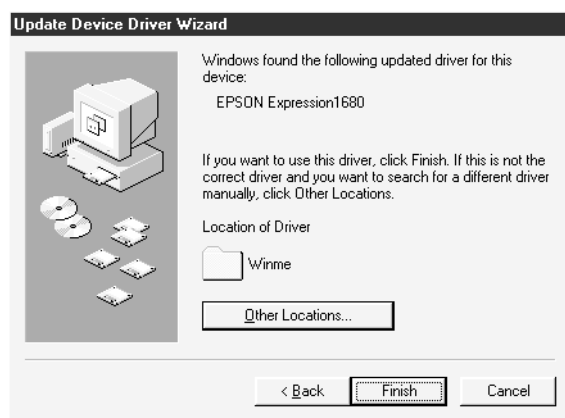 Update Device Driver Wizard
Windows found the following updated driver for this
device:
EPSON Expression1680
If you want to use this driver, click Finish. If this is not the
correct driver and you want to search for a different driver
manually, click Other Locations.
Location of Driver
Winme
Other Locations...
< Back Finish Cancel